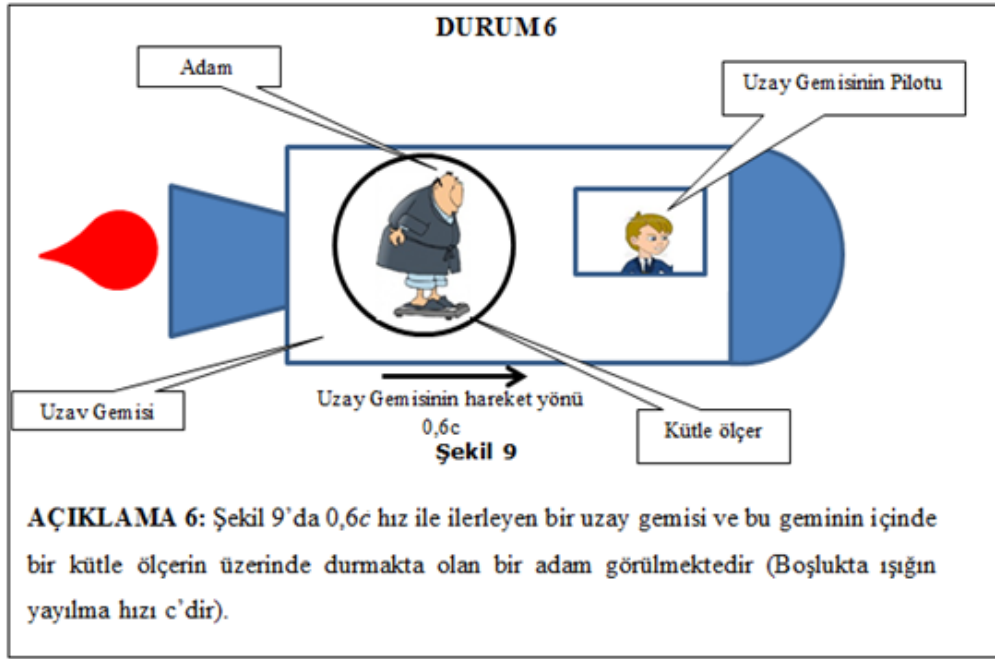 DURUM 6
Adam
Uzay Gemisinin Pilotu
Uzav Gemisi
Uzay Gemisinin hareket yönü
0,6c
Kütle ölçer
Şekil 9
AÇIKLAMA 6: Şekil 9’da 0,6c hız ile ilerleyen bir uzay gemisi ve bu geminin içinde
bir kütle ölçerin üzerinde durmakta olan bir adam görülmektedir (Boşlukta ışığın
yayılma hızı c’dir).